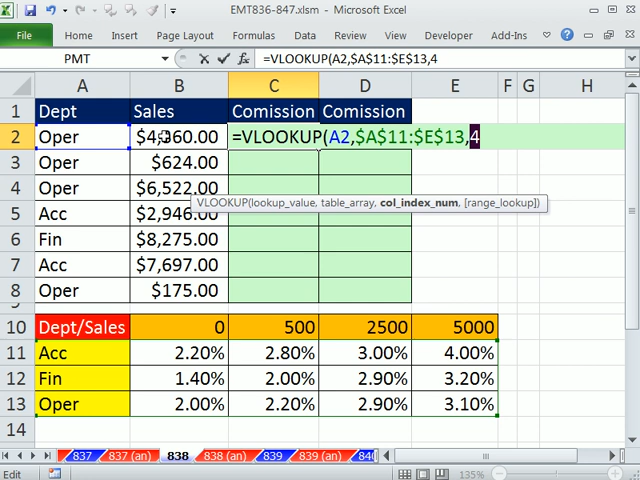 EMT836-847.xlsm - Microsoft Excel
File Home Insert Page Layout Formulas Data Review View Developer Add-Ins
PMT =VLOOKUP(A2,$A$11:$E$13,4
A B C D E F G H
1 Dept Sales Comission Comission
2 Oper =VLOOKUP(A2,$A$11:$E$13,4
3 Oper $624.00
4 Oper $6,522.00
VLOOKUP(lookup_value, table_array, col_index_num, [range_lookup])
5 Acc $2,946.00
6 Fin $8,275.00
7 Acc $7,697.00
8 Oper $175.00
9
10 Dept/Sales 0 500 2500 5000
11 Acc 2.20% 2.80% 3.00% 4.00%
12 Fin 1.40% 2.00% 2.90% 3.20%
13 Oper 2.00% 2.20% 2.90% 3.10%
14
837 837 (an) 838 838 (an) 839 839 (an) 840
Edit 135%